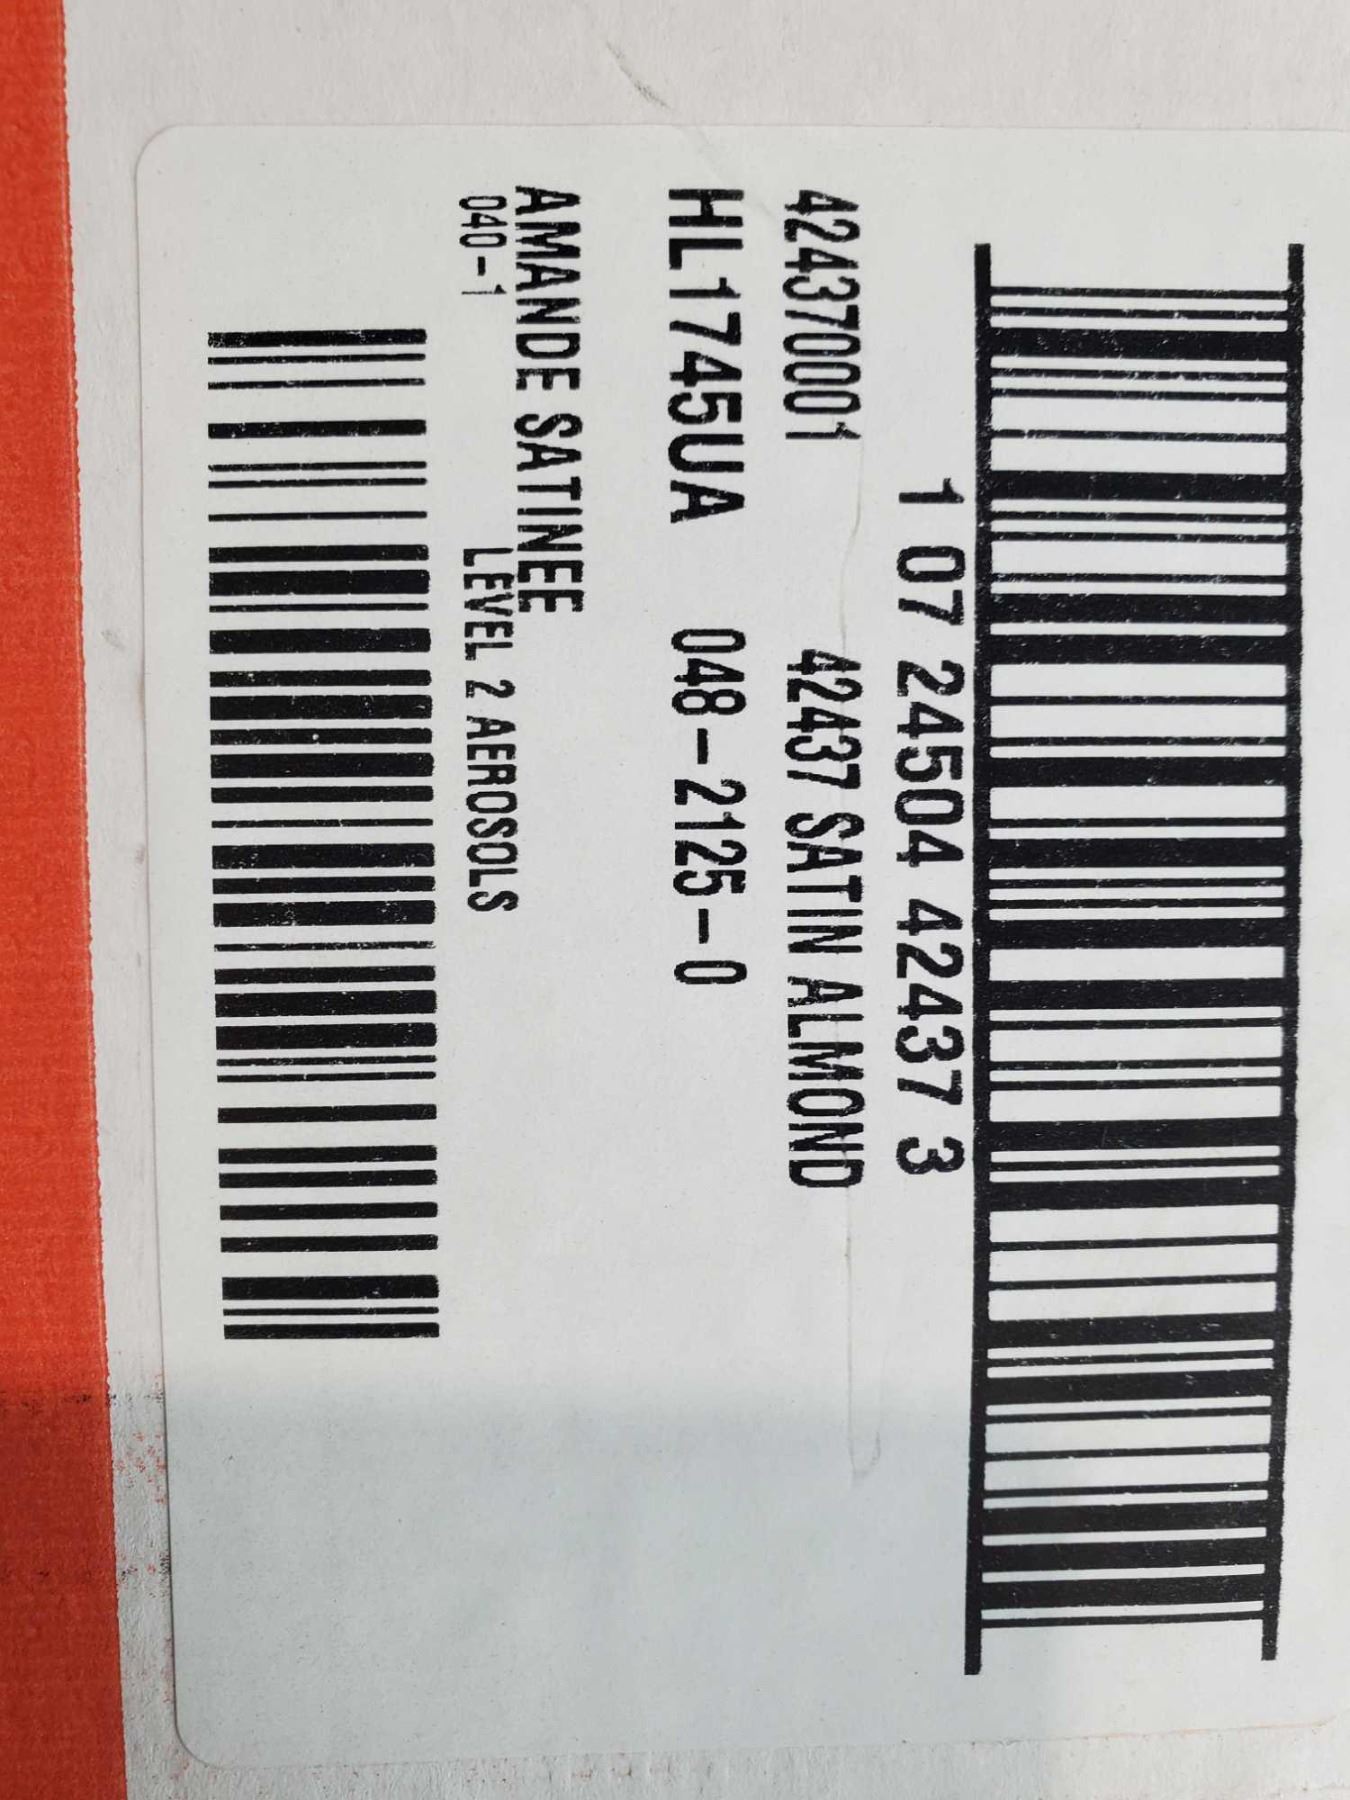 1 07 24504 42437 3
424370001 42437 SATIN ALMOND
HL1745UA 048-2125-0
AMANDE SATINEE
040-1 LEVEL 2 AEROSOLS